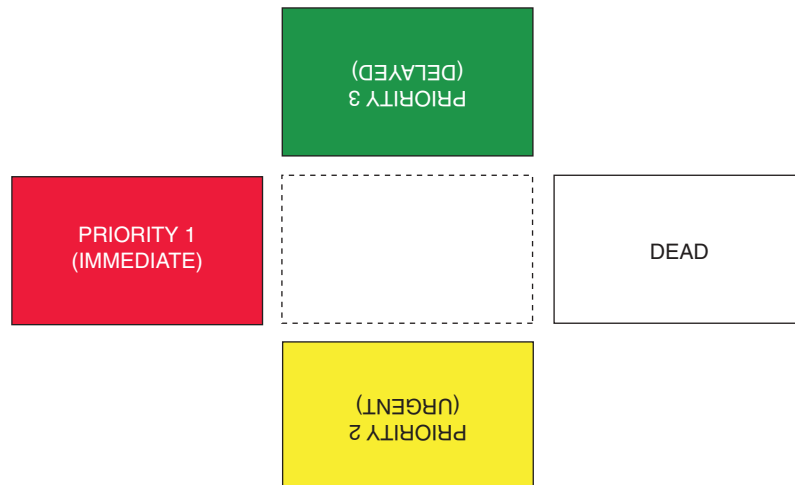 PRIORITY 3
(DELAYED)
PRIORITY 1
(IMMEDIATE)
DEAD
PRIORITY 2
(URGENT)